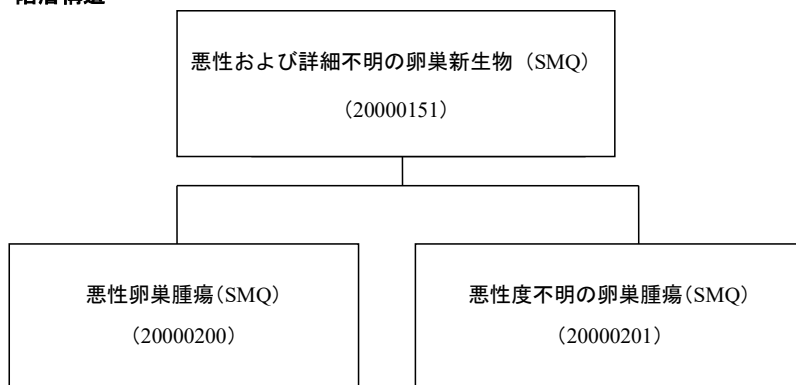 悪性および詳細不明の卵巣新生物（SMQ）
（20000151）
悪性卵巣腫瘍(SMQ)
（20000200）
悪性度不明の卵巣腫瘍(SMQ)
（20000201）